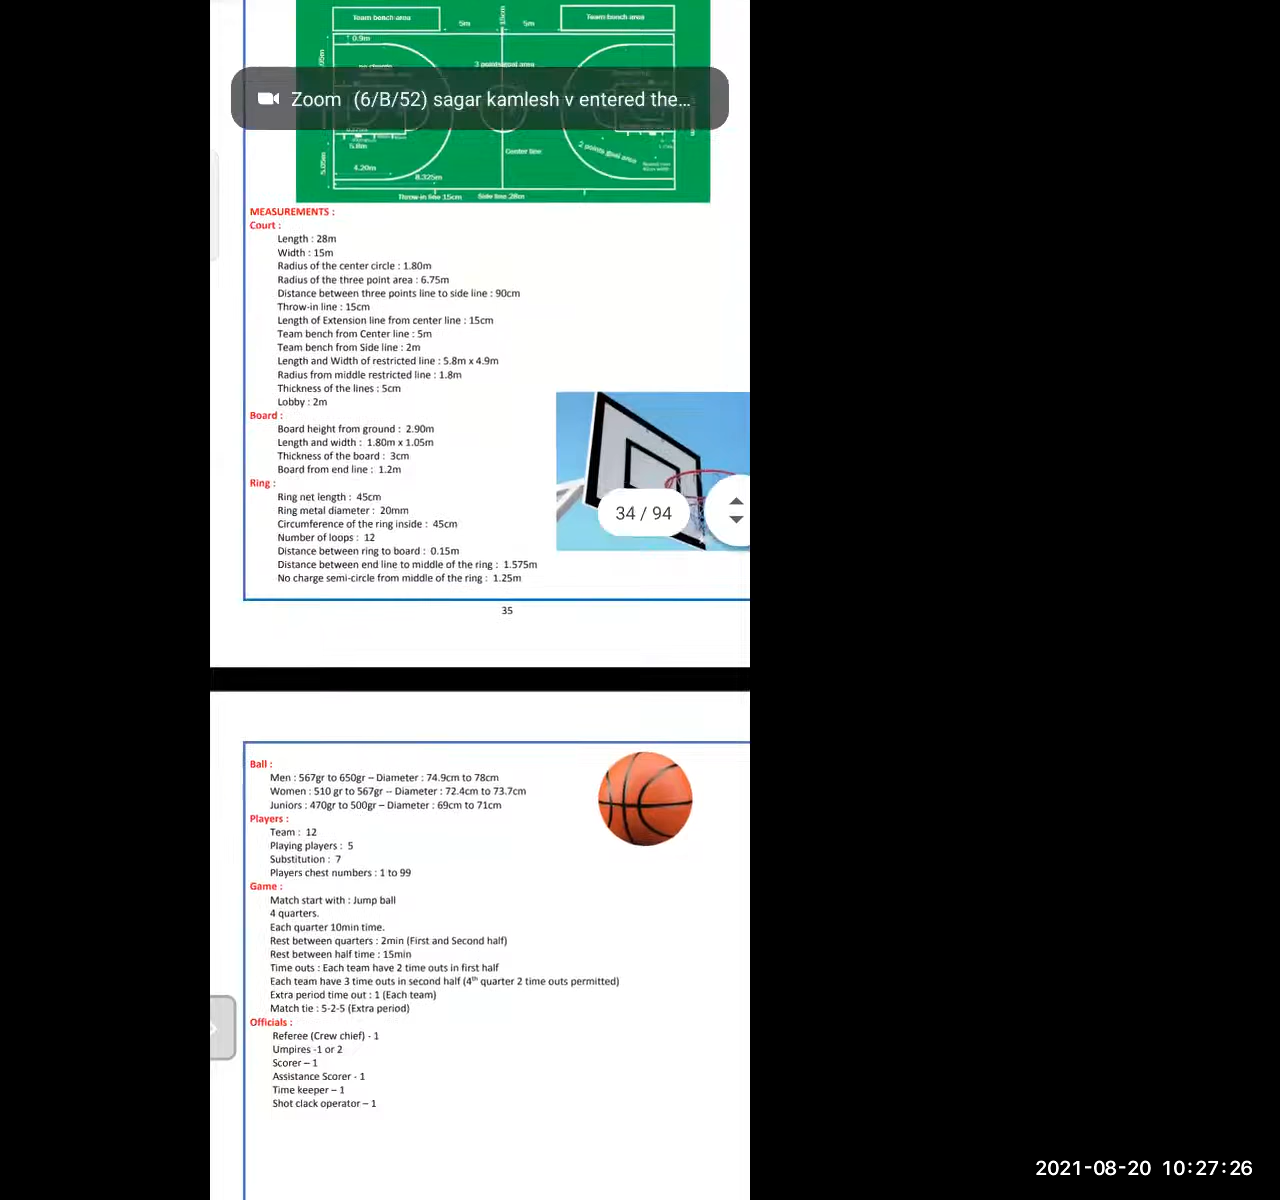 Team bench area
Team bench area
5m
15cm
5m
0.9m
Zoom (6/B/52) sagar kamlesh v entered the…
5.8m
Center line
2 points goal area
5.05m
4.20m
8.325m
Throw-in line 15cm
Side line 28m
MEASUREMENTS :
Court :
Length : 28m
Width : 15m
Radius of the center circle : 1.80m
Radius of the three point area : 6.75m
Distance between three points line to side line : 90cm
Throw-in line : 15cm
Length of Extension line from center line : 15cm
Team bench from Center line : 5m
Team bench from Side line : 2m
Length and Width of restricted line : 5.8m x 4.9m
Radius from middle restricted line : 1.8m
Thickness of the lines : 5cm
Lobby : 2m
Board :
Board height from ground : 2.90m
Length and width : 1.80m x 1.05m
Thickness of the board : 3cm
Board from end line : 1.2m
Ring :
Ring net length : 45cm
Ring metal diameter : 20mm
Circumference of the ring inside : 45cm
Number of loops : 12
Distance between ring to board : 0.15m
Distance between end line to middle of the ring : 1.575m
No charge semi-circle from middle of the ring : 1.25m
34 / 94
35
Ball :
Men : 567gr to 650gr – Diameter : 74.9cm to 78cm
Women : 510 gr to 567gr -- Diameter : 72.4cm to 73.7cm
Juniors : 470gr to 500gr – Diameter : 69cm to 71cm
Players :
Team : 12
Playing players : 5
Substitution : 7
Players chest numbers : 1 to 99
Game :
Match start with : Jump ball
4 quarters.
Each quarter 10min time.
Rest between quarters : 2min (First and Second half)
Rest between half time : 15min
Time outs : Each team have 2 time outs in first half
Each team have 3 time outs in second half (4th quarter 2 time outs permitted)
Extra period time out : 1 (Each team)
Match tie : 5-2-5 (Extra period)
Officials :
Referee (Crew chief) - 1
Umpires -1 or 2
Scorer – 1
Assistance Scorer - 1
Time keeper – 1
Shot clack operator – 1
2021-08-20 10:27:26